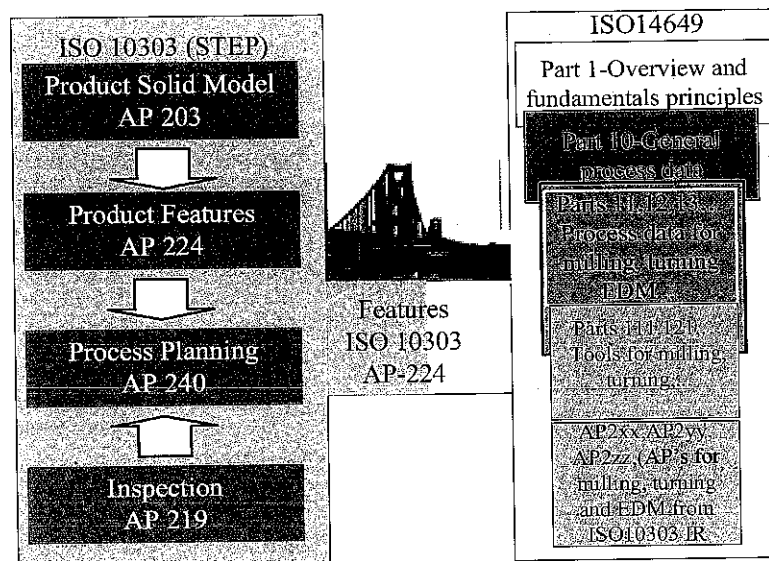 ISO 10303 (STEP)
Product Solid Model
AP 203
Product Features
AP 224
Process Planning
AP 240
Inspection
AP 219
Features
ISO 10303
AP-224
ISO14649
Part 1-Overview and
fundamentals principles
Part 10-General
process data
Parts 11,12,13
Process data for
milling, turning
EDM
Parts 111,121
Tools for milling,
turning...
AP2xx AP2yy
AP2zz,(AP's for
milling, turning
and EDM from
ISO10303 IR